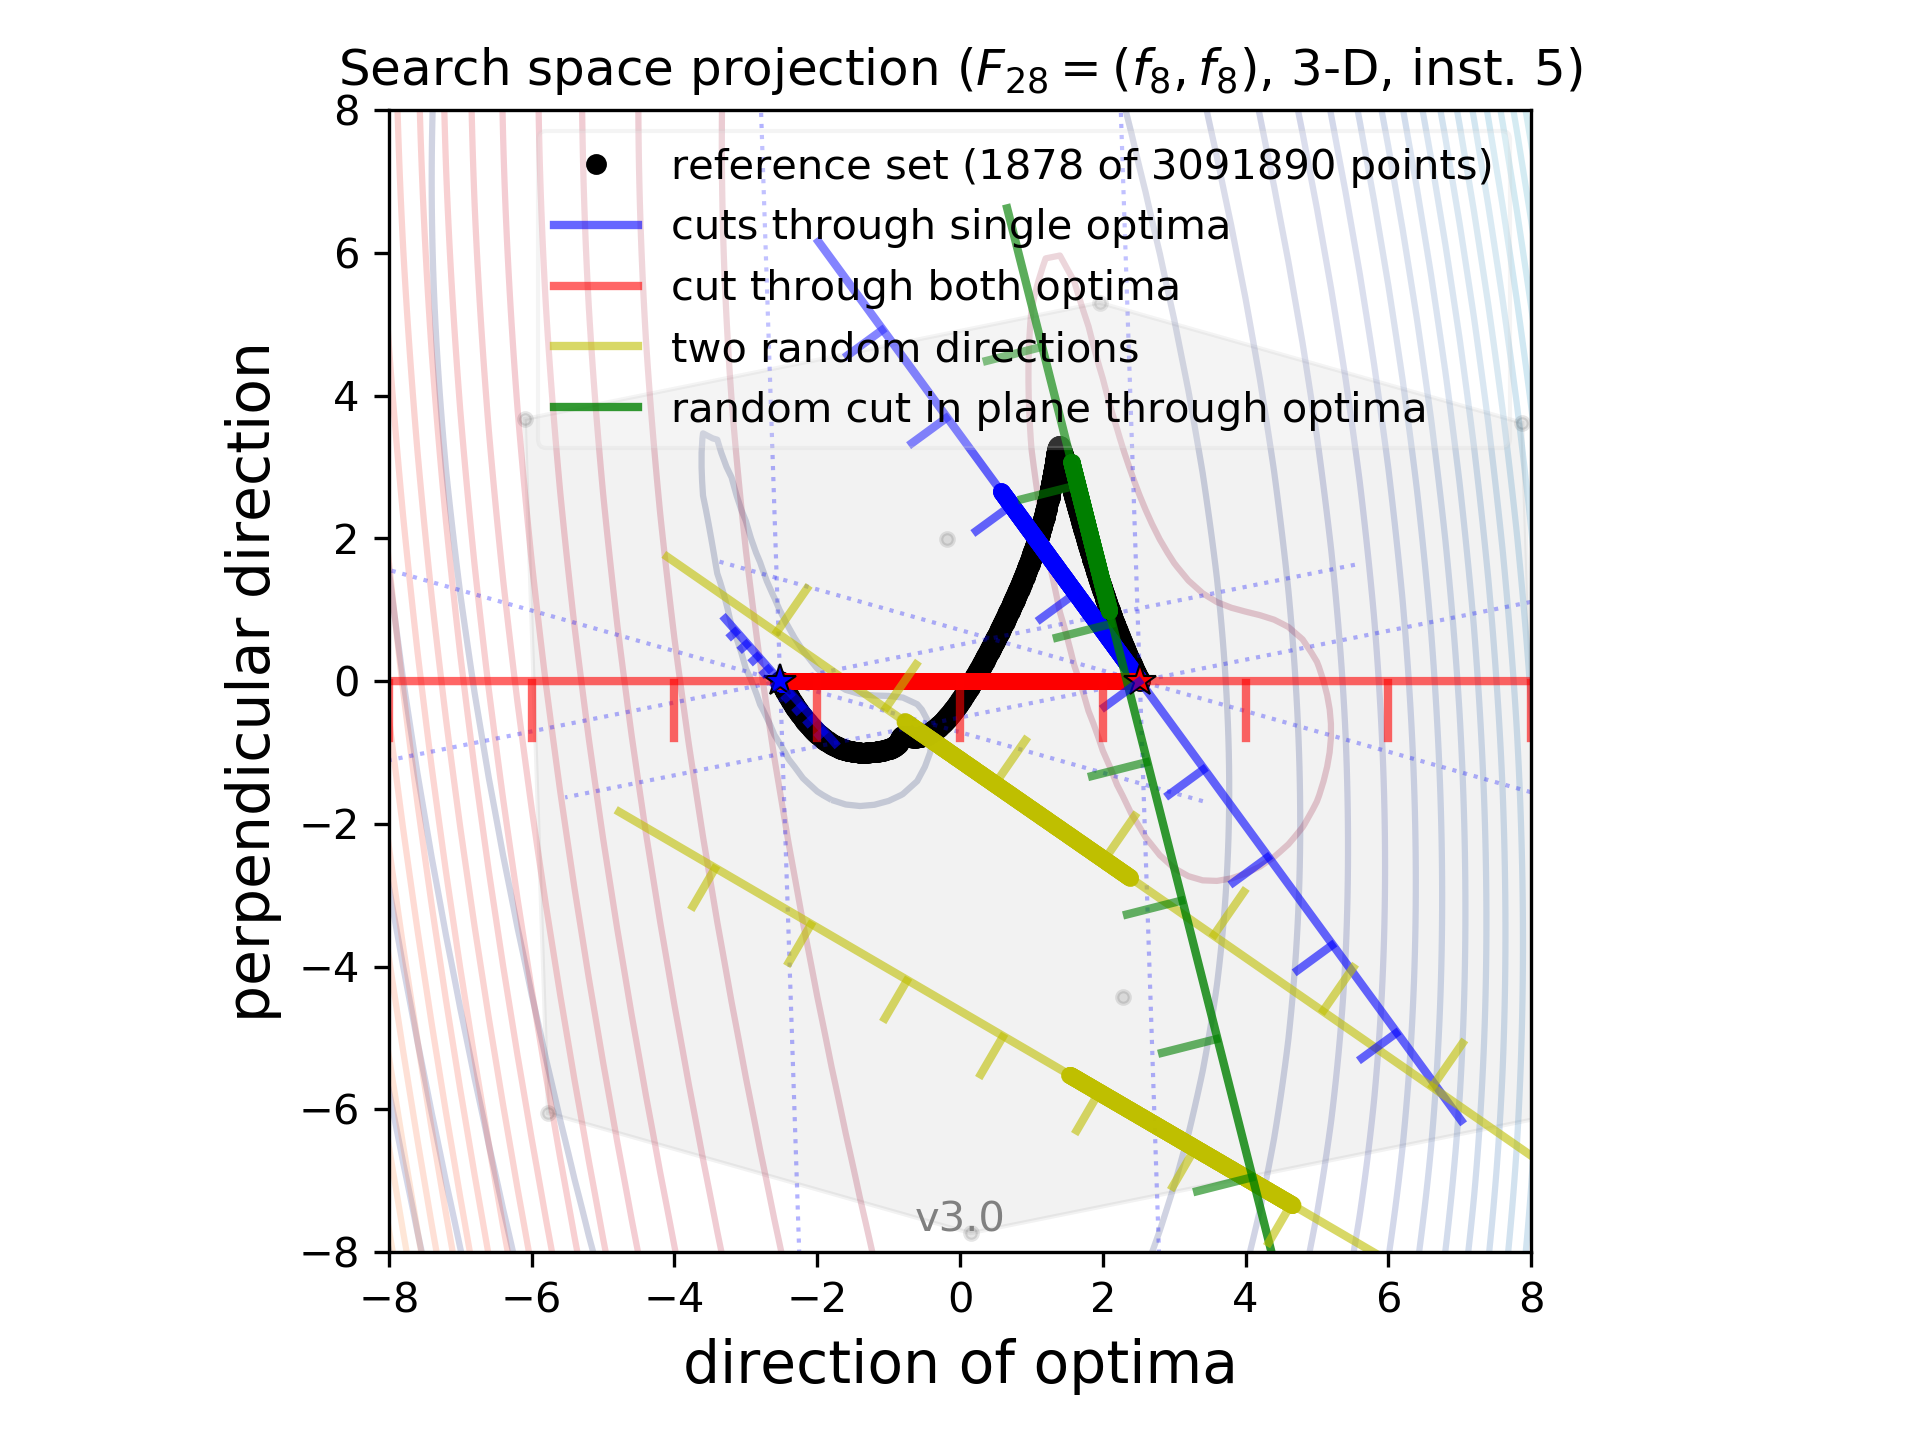 Search space projection (F28 = (f8, f8), 3-D, inst. 5)
reference set (1878 of 3091890 points)
cuts through single optima
cut through both optima
two random directions
random cut in plane through optima
perpendicular direction
8
6
4
2
0
−2
−4
−6
−8
v3.0
−8 −6 −4 −2 0 2 4 6 8
direction of optima